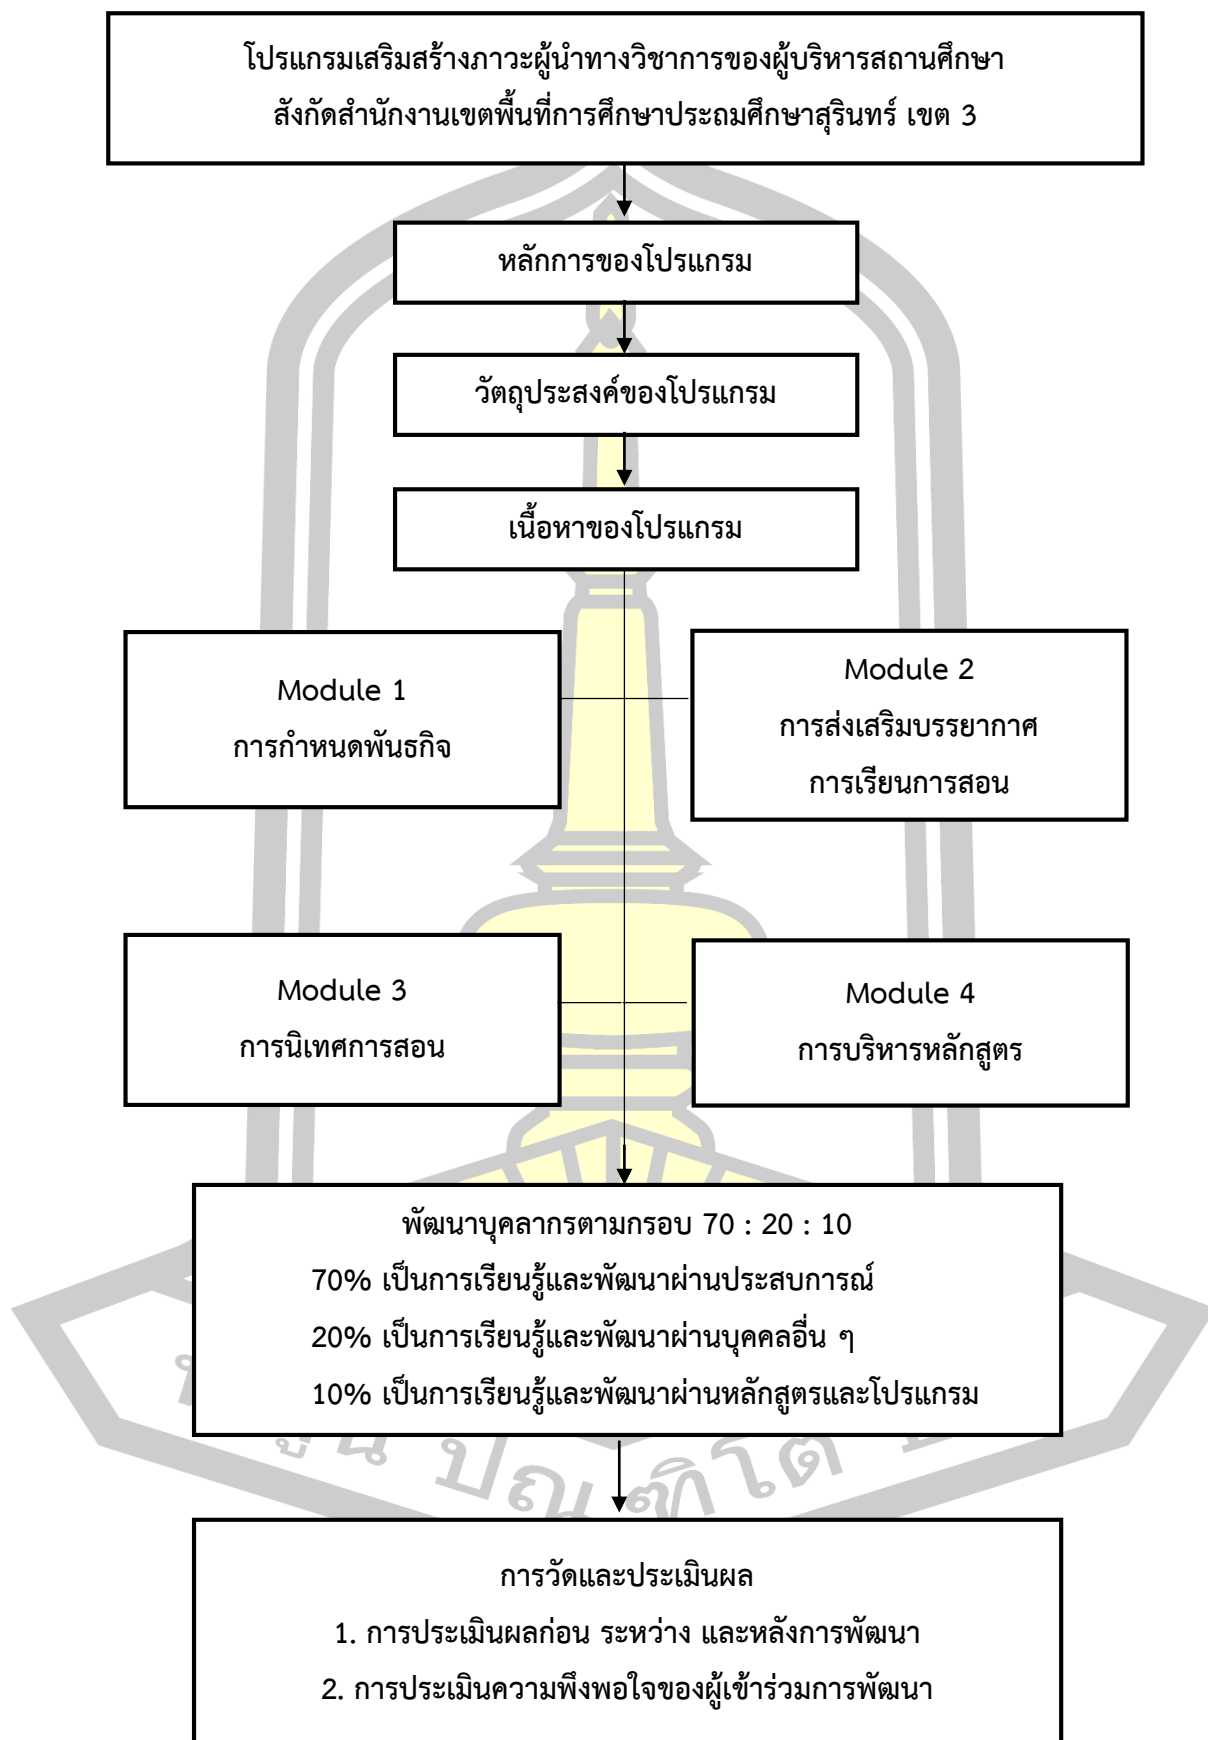 โปรแกรมเสริมสร้างภาวะผู้นำทางวิชาการของผู้บริหารสถานศึกษา
สังกัดสำนักงานเขตพื้นที่การศึกษาประถมศึกษาสุรินทร์ เขต 3
หลักการของโปรแกรม
วัตถุประสงค์ของโปรแกรม
เนื้อหาของโปรแกรม
Module 1
การกำหนดพันธกิจ
Module 2
การส่งเสริมบรรยากาศ
การเรียนการสอน
Module 3
การนิเทศการสอน
Module 4
การบริหารหลักสูตร
พัฒนาบุคลากรตามกรอบ 70 : 20 : 10
70% เป็นการเรียนรู้และพัฒนาผ่านประสบการณ์
20% เป็นการเรียนรู้และพัฒนาผ่านบุคคลอื่น ๆ
10% เป็นการเรียนรู้และพัฒนาผ่านหลักสูตรและโปรแกรม
ปณฺฑิโต
การวัดและประเมินผล
1. การประเมินผลก่อน ระหว่าง และหลังการพัฒนา
2. การประเมินความพึงพอใจของผู้เข้าร่วมการพัฒนา